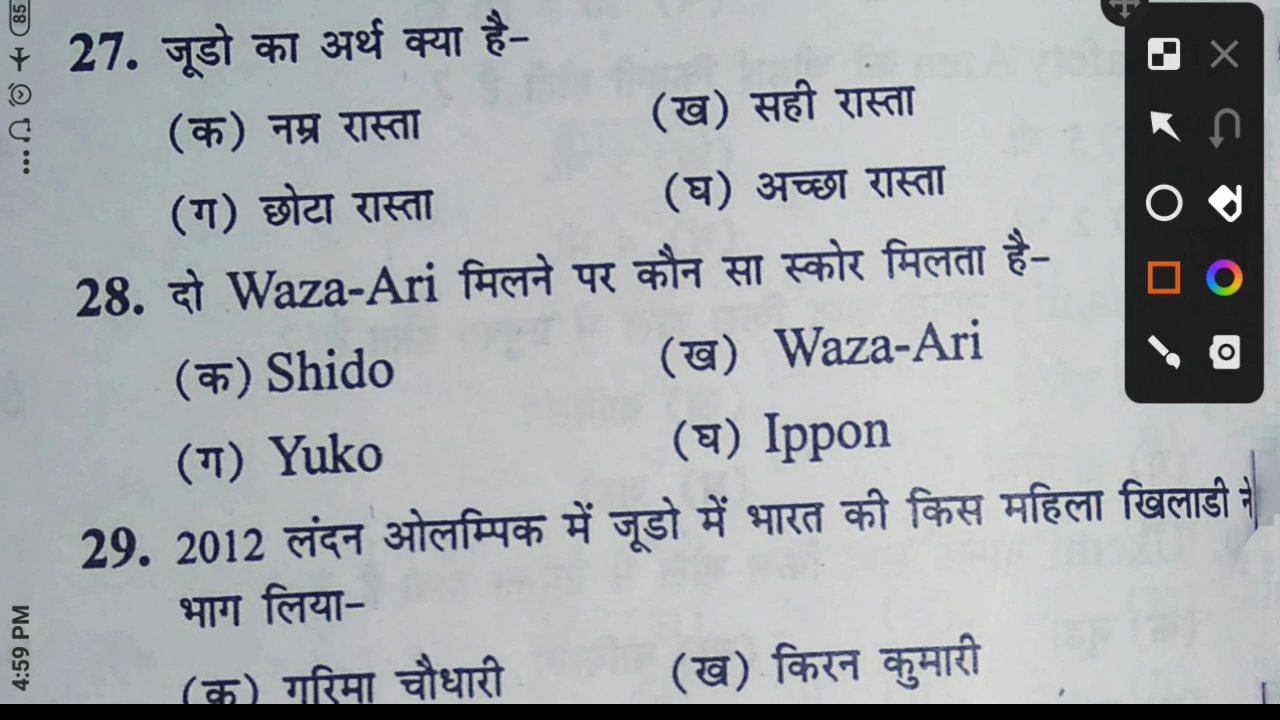 27. जूडो का अर्थ क्या है-
(क) नम्र रास्ता (ख) सही रास्ता
(ग) छोटा रास्ता (घ) अच्छा रास्ता
28. दो Waza-Ari मिलने पर कौन सा स्कोर मिलता है-
(क) Shido (ख) Waza-Ari
(ग) Yuko (घ) Ippon
29. 2012 लंदन ओलम्पिक में जूडो में भारत की किस महिला खिलाडी ने
भाग लिया-
(क) गरिमा चौधारी (ख) किरन कुमारी
85
4:59 PM